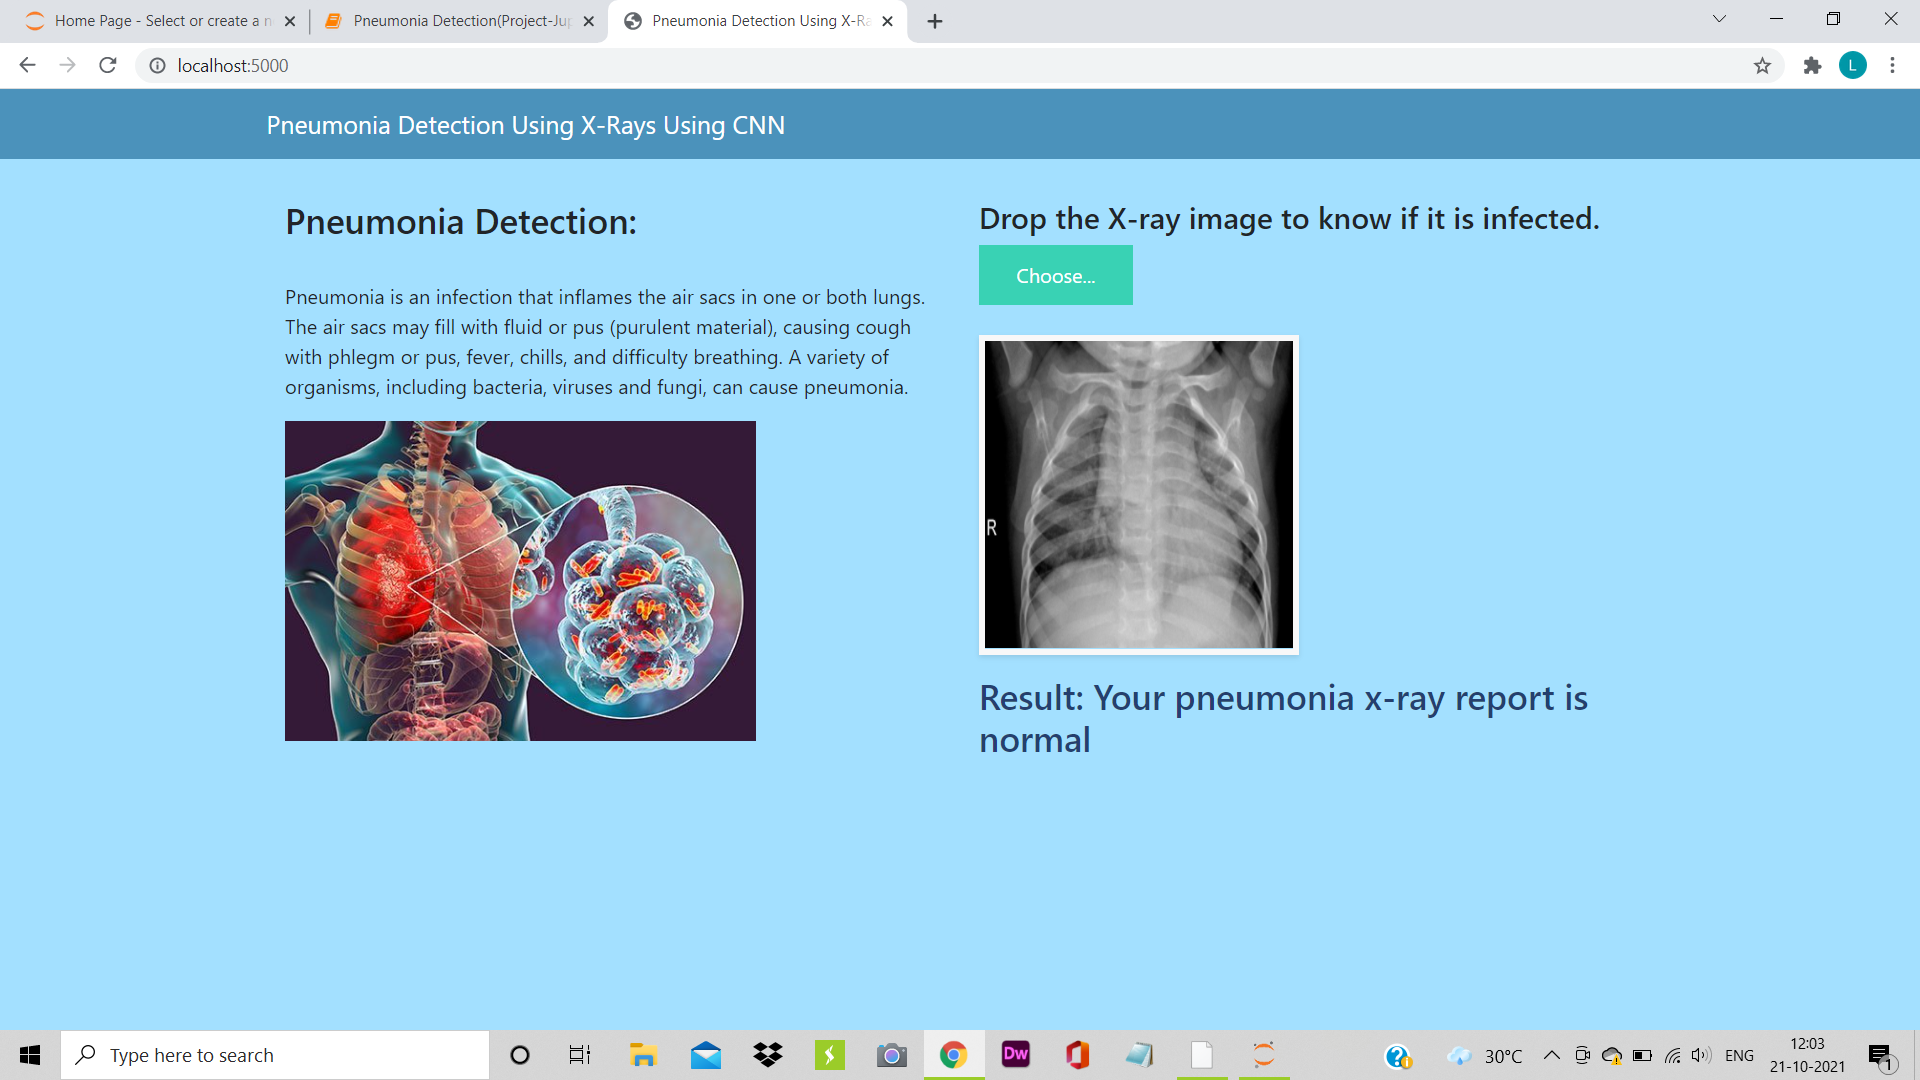 Home Page - Select or create a n
Pneumonia Detection(Project-Jup
Pneumonia Detection Using X-Ra
localhost:5000
L
Pneumonia Detection Using X-Rays Using CNN
Pneumonia Detection:
Pneumonia is an infection that inflames the air sacs in one or both lungs.
The air sacs may fill with fluid or pus (purulent material), causing cough
with phlegm or pus, fever, chills, and difficulty breathing. A variety of
organisms, including bacteria, viruses and fungi, can cause pneumonia.
Drop the X-ray image to know if it is infected.
Choose...
R
Result: Your pneumonia x-ray report is
normal
Type here to search
Dw
30°C
ENG
12:03
21-10-2021
1